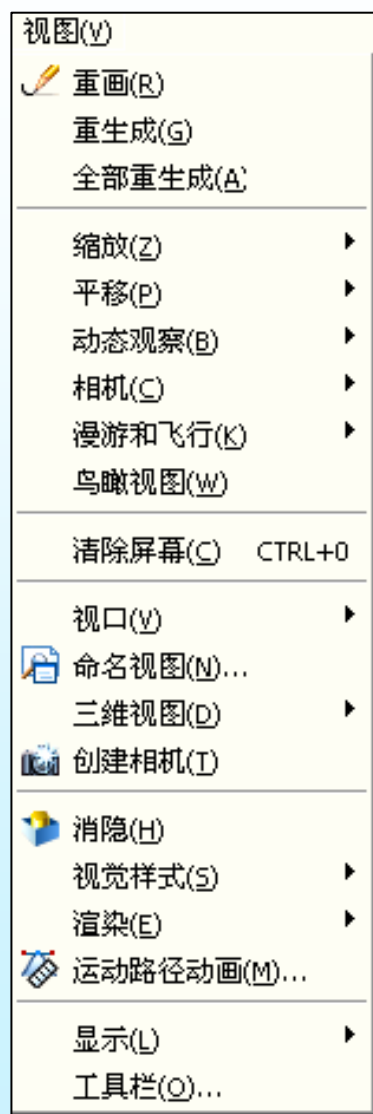 视图(V)
重画(R)
重生成(G)
全部重生成(A)
缩放(Z)
平移(P)
动态观察(B)
相机(C)
漫游和飞行(K)
鸟瞰视图(W)
清除屏幕(C) CTRL+0
视口(V)
命名视图(N)...
三维视图(D)
创建相机(T)
消隐(H)
视觉样式(S)
渲染(E)
运动路径动画(M)...
显示(L)
工具栏(O)...